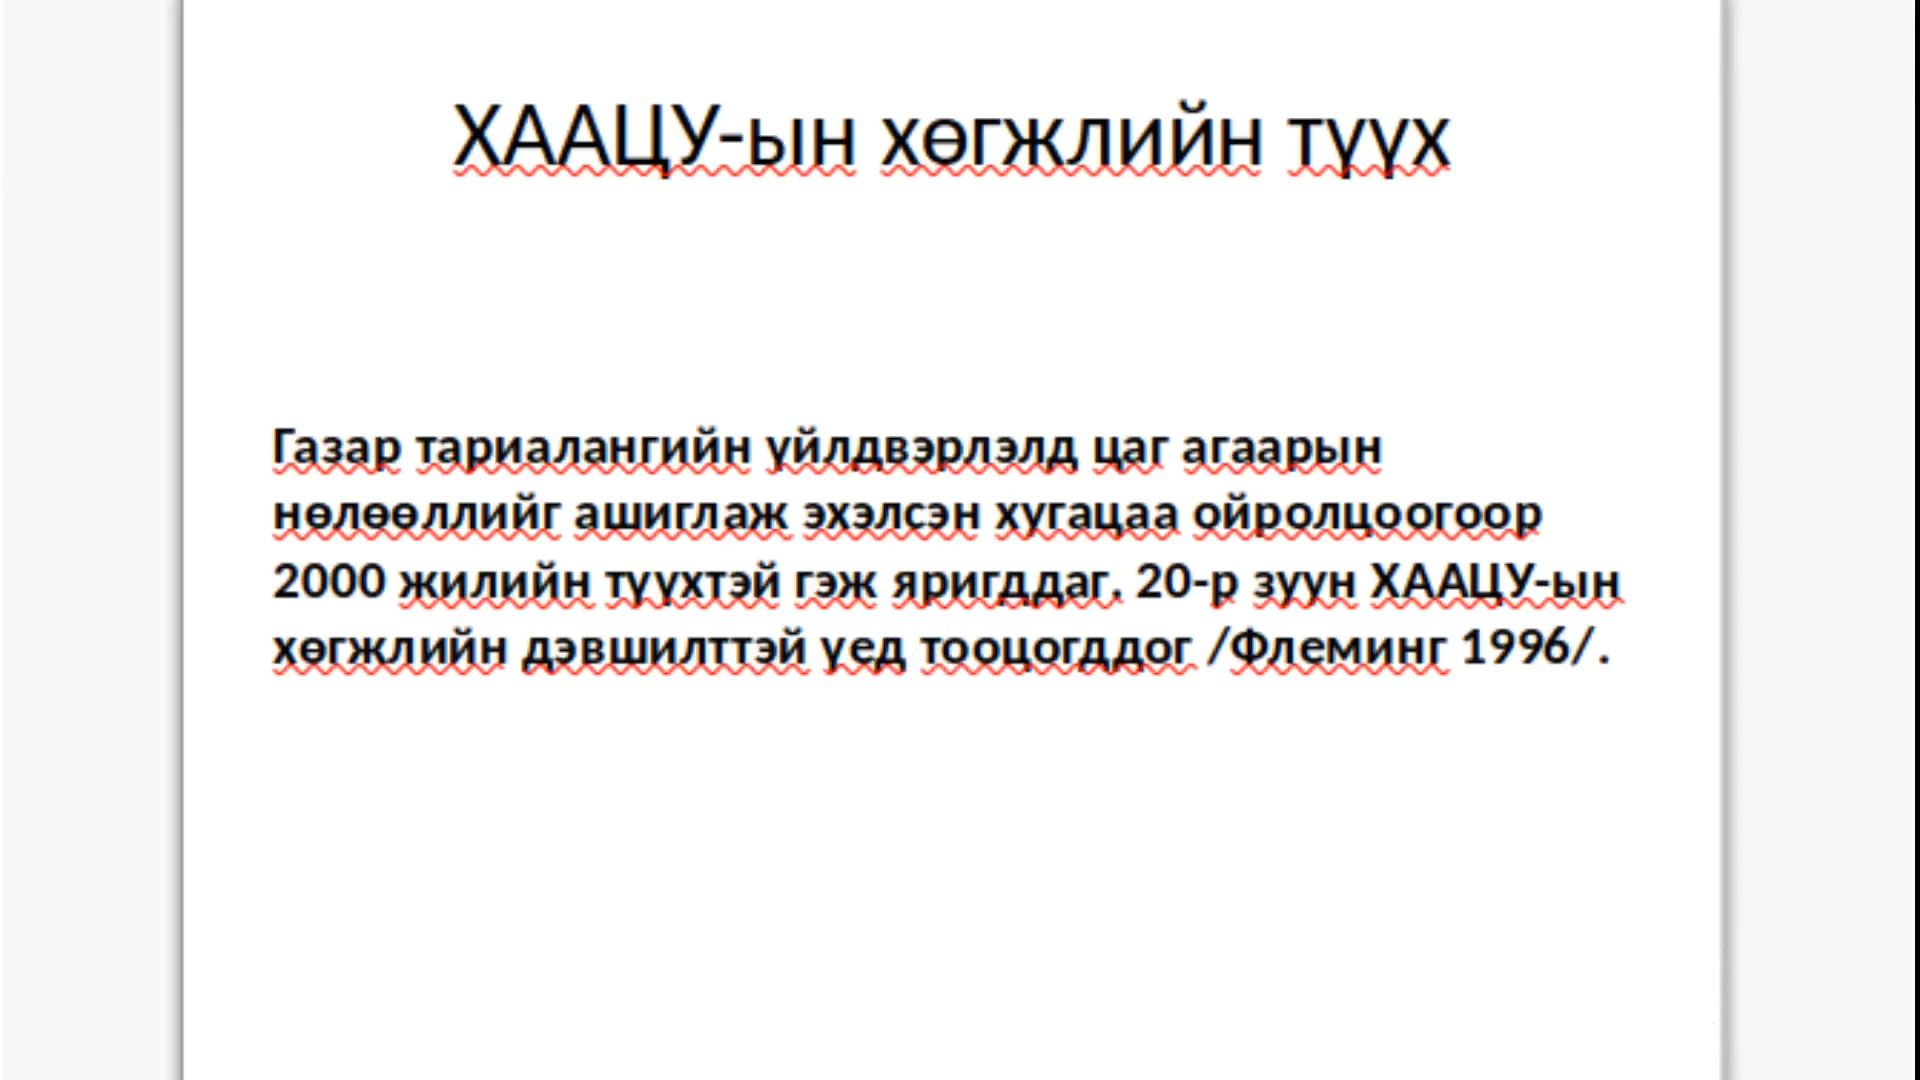 ХААЦУ-ын хөгжлийн түүх
Газар тариалангийн үйлдвэрлэлд цаг агаарын
нөлөөллийг ашиглаж эхэлсэн хугацаа ойролцоогоор
2000 жилийн түүхтэй гэж яригддаг. 20-р зуун ХААЦУ-ын
хөгжлийн дэвшилттэй үед тооцогддог /Флеминг 1996/.